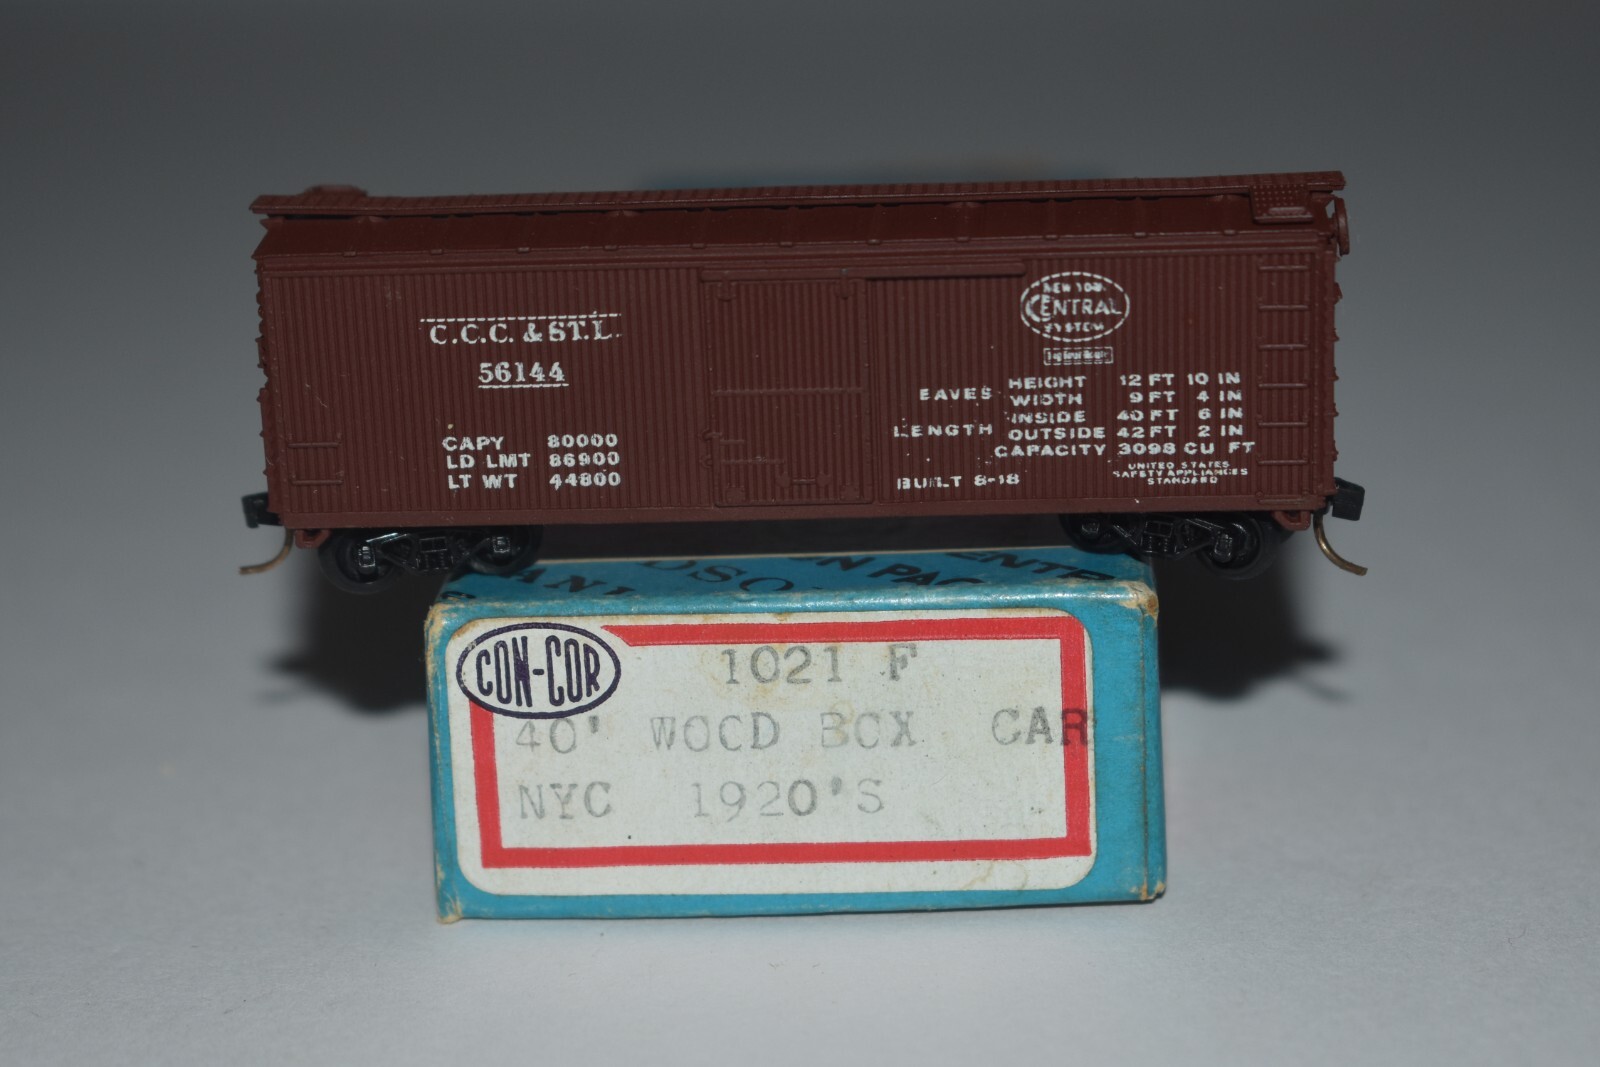 C.C.C. & ST.L.
56144
CAPY 80000
LD LMT 86900
LT WT 44800
NEW YORK
CENTRAL
SYSTEM
EAVES HEIGHT 12 FT 10 IN
WIDTH 9 FT 4 IN
LENGTH INSIDE 40 FT 6 IN
OUTSIDE 42 FT 2 IN
CAPACITY 3098 CU FT
UNITED STATES
SAFETY APPLIANCES
STANDARD
BUILT 8-18
CON-COR
1021 F
40' WOOD BOX CAR
NYC 1920'S